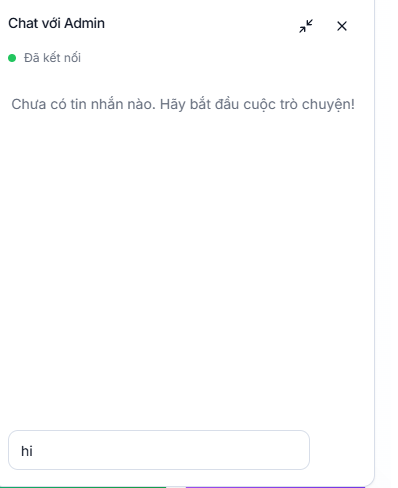 Chat với Admin
Đã kết nối
Chưa có tin nhắn nào. Hãy bắt đầu cuộc trò chuyện!
hi